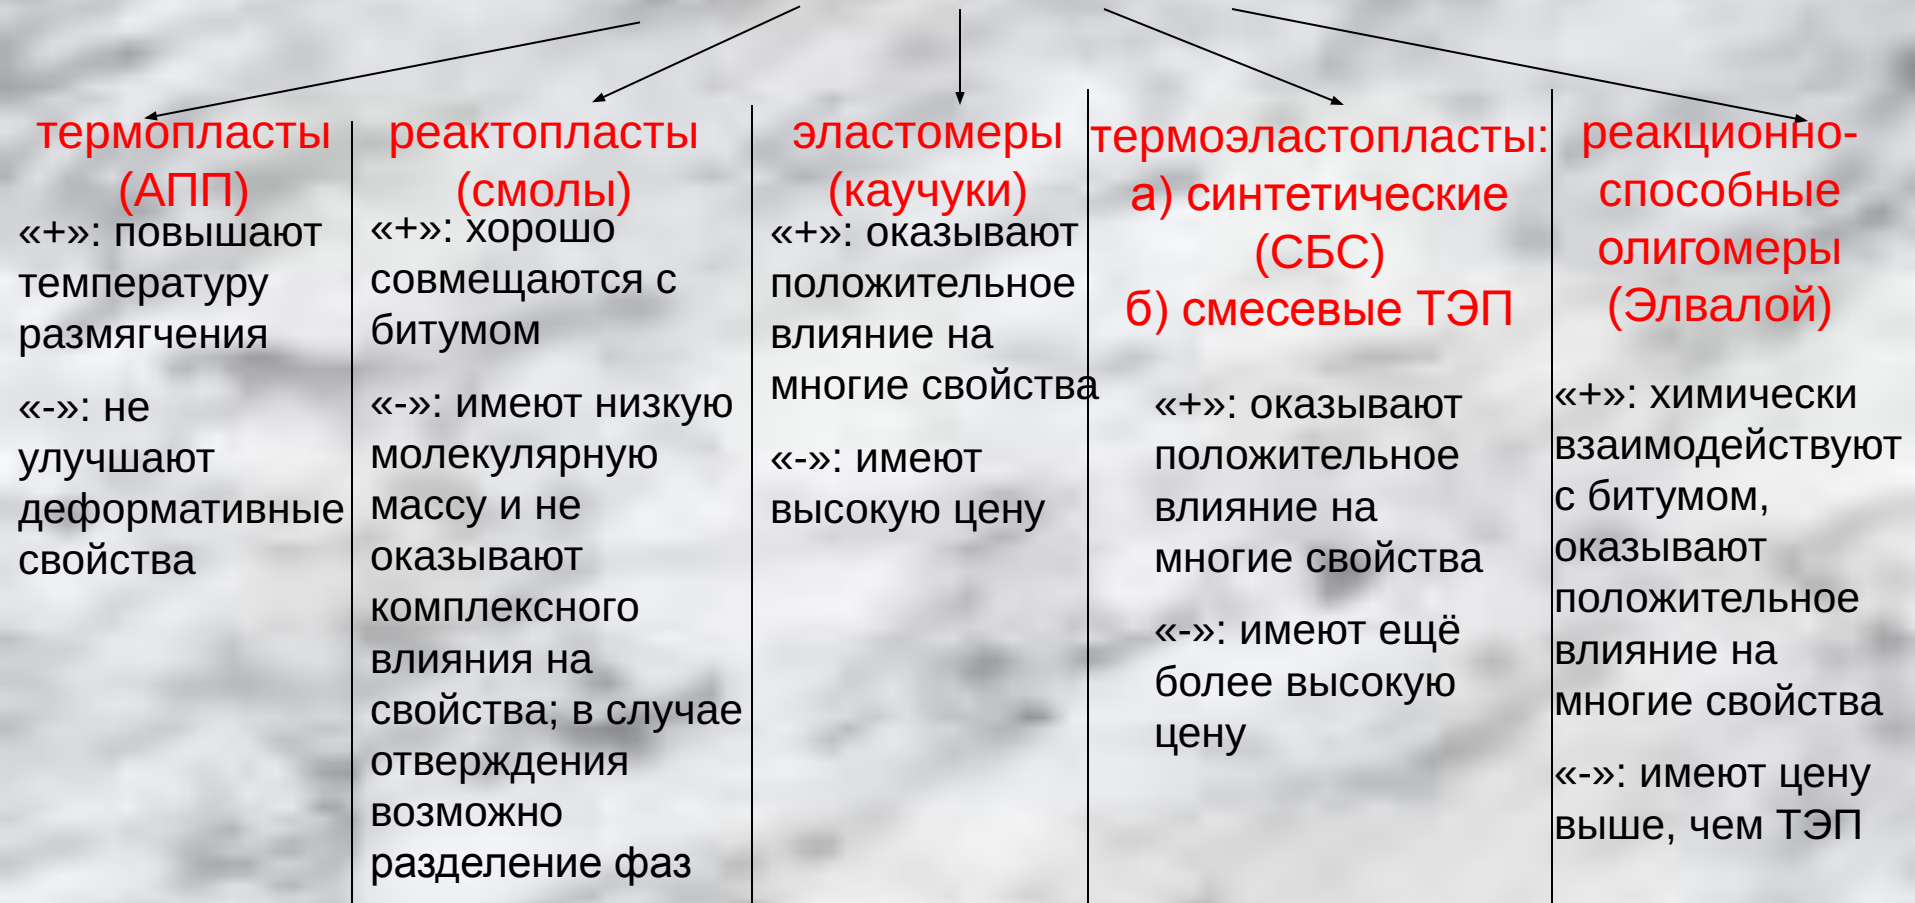 термопласты
(АПП)
«+»: повышают
температуру
размягчения
«-»: не
улучшают
деформативные
свойства
реактопласты
(смолы)
«+»: хорошо
совмещаются с
битумом
«-»: имеют низкую
молекулярную
массу и не
оказывают
комплексного
влияния на
свойства; в случае
отверждения
возможно
разделение фаз
эластомеры
(каучуки)
«+»: оказывают
положительное
влияние на
многие свойства
«-»: имеют
высокую цену
термоэластопласты:
а) синтетические
(СБС)
б) смесевые ТЭП
«+»: оказывают
положительное
влияние на
многие свойства
«-»: имеют ещё
более высокую
цену
реакционно-
способные
олигомеры
(Элвалой)
«+»: химически
взаимодействуют
с битумом,
оказывают
положительное
влияние на
многие свойства
«-»: имеют цену
выше, чем ТЭП